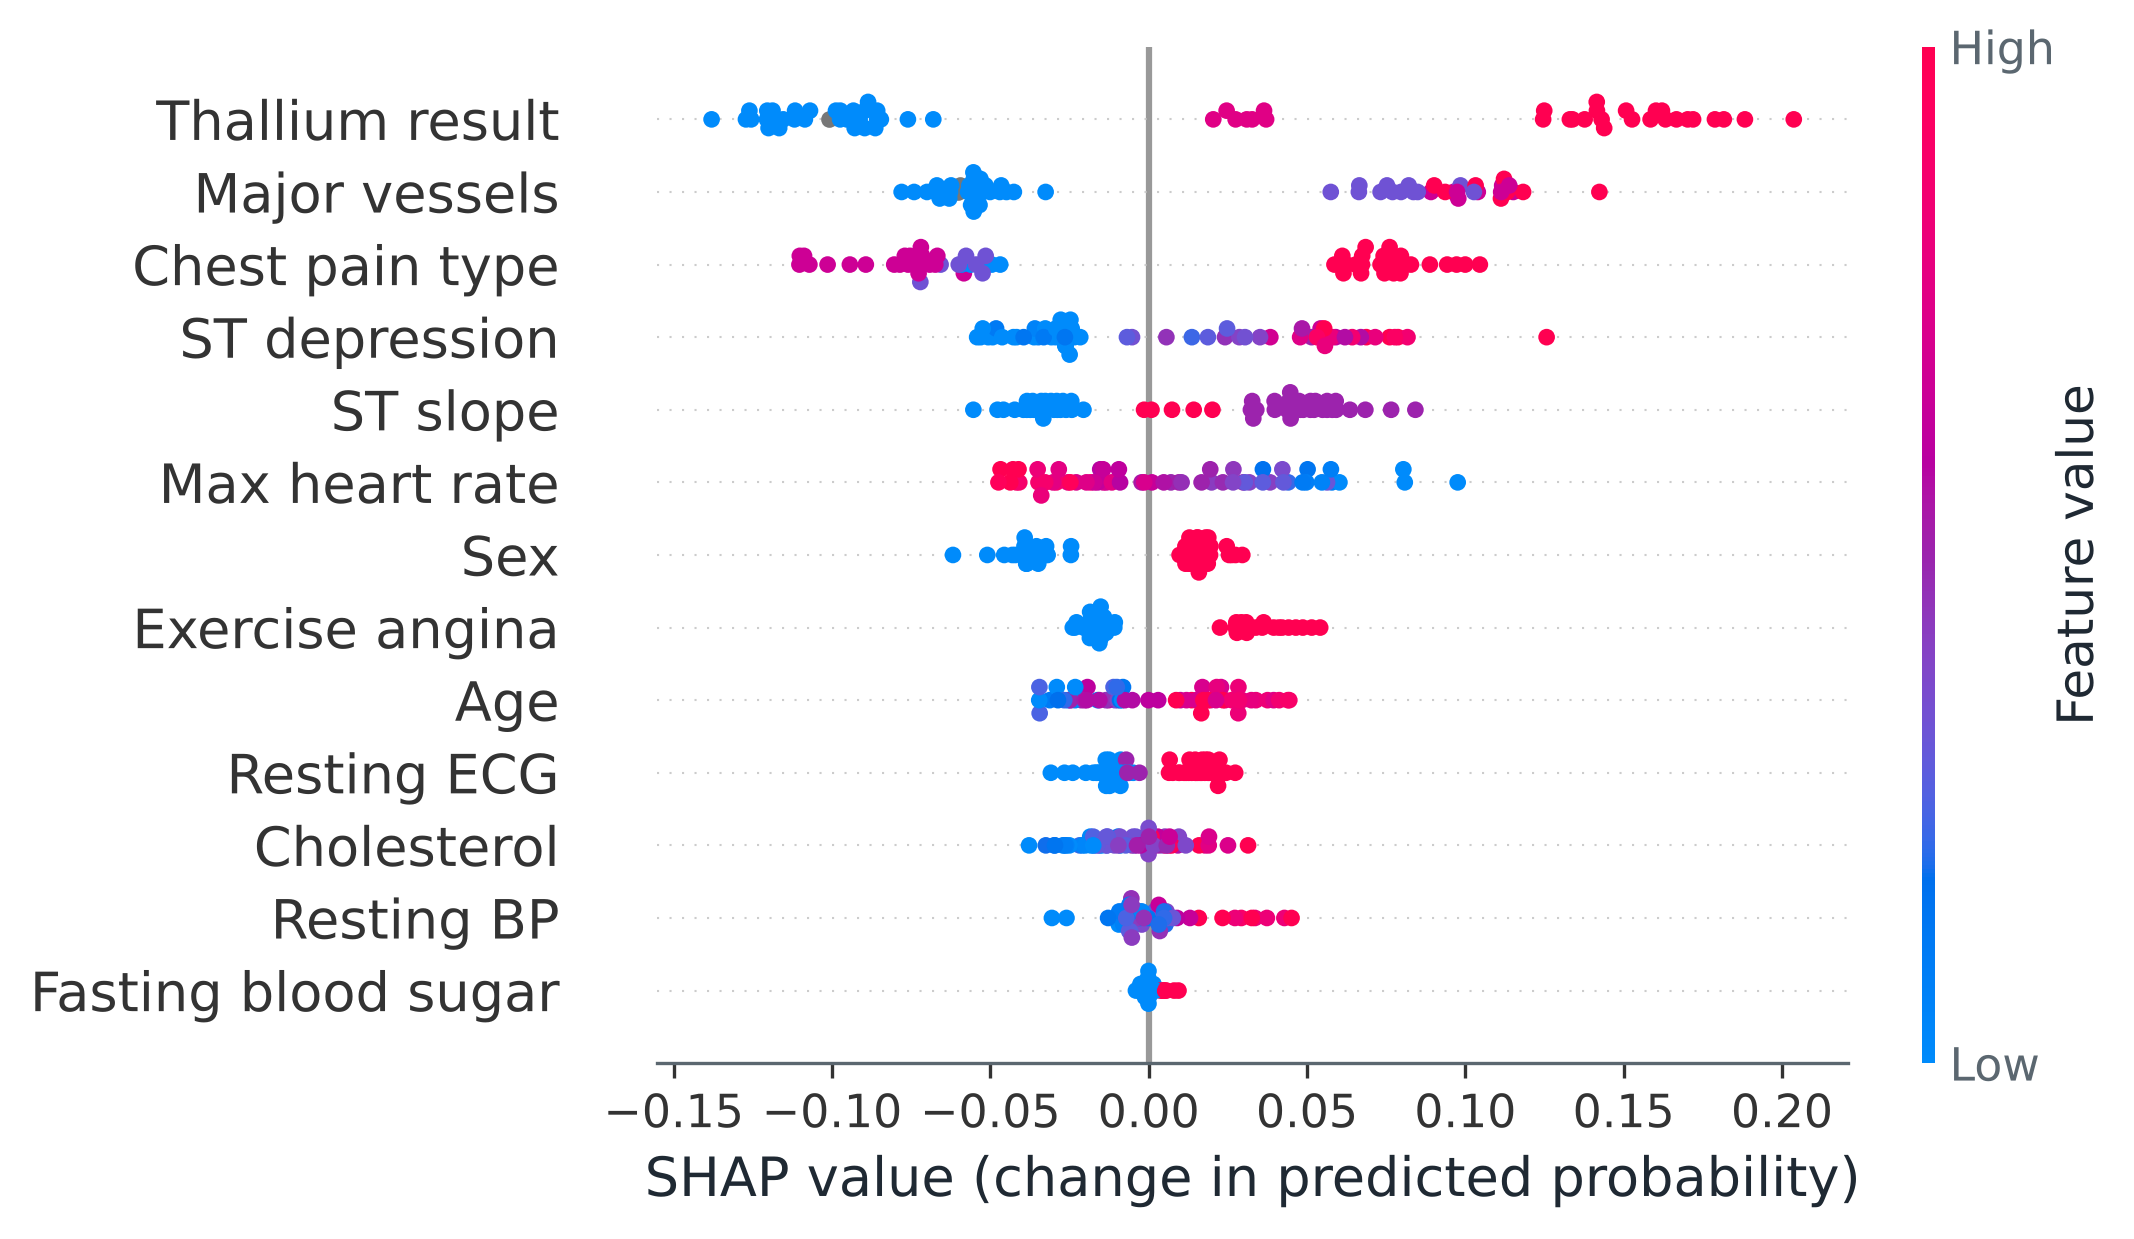 High
Thallium result
Major vessels
Chest pain type
ST depression
ST slope
Max heart rate
Sex
Exercise angina
Age
Resting ECG
Cholesterol
Resting BP
Fasting blood sugar
Feature value
Low
−0.15 −0.10 −0.05 0.00 0.05 0.10 0.15 0.20
SHAP value (change in predicted probability)